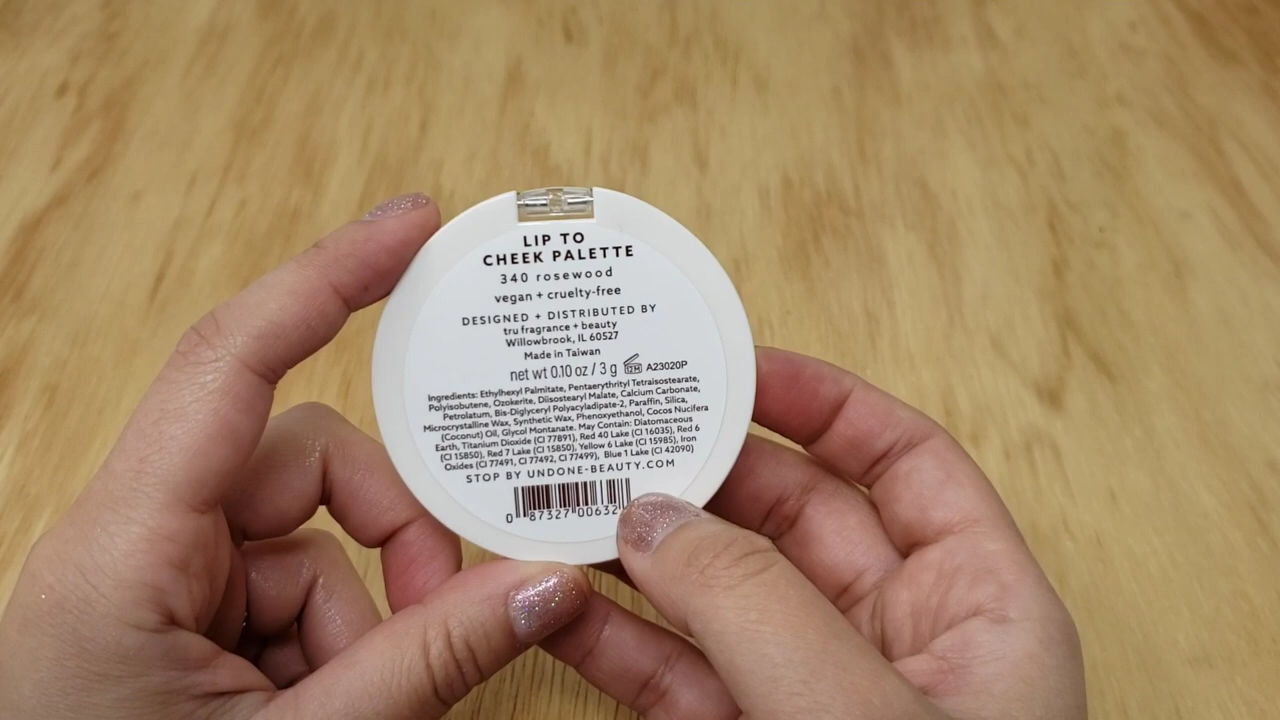 LIP TO
CHEEK PALETTE
340 rosewood
vegan + cruelty-free
DESIGNED + DISTRIBUTED BY
tru fragrance + beauty
Willowbrook, IL 60527
Made in Taiwan
net wt 0.10 oz / 3 g 12M A23020P
Ingredients: Ethylhexyl Palmitate, Pentaerythrityl Tetraisostearate,
Polyisobutene, Ozokerite, Diisostearyl Malate, Calcium Carbonate,
Petrolatum, Bis-Diglyceryl Polyacyladipate-2, Paraffin, Silica,
Microcrystalline Wax, Synthetic Wax, Phenoxyethanol, Cocos Nucifera
(Coconut) Oil, Glycol Montanate. May Contain: Diatomaceous
Earth, Titanium Dioxide (CI 77891), Red 40 Lake (CI 16035), Red 6
(CI 15850), Red 7 Lake (CI 15850), Yellow 6 Lake (CI 15985), Iron
Oxides (CI 77491, CI 77492, CI 77499), Blue 1 Lake (CI 42090)
STOP BY UNDONE-BEAUTY.COM
0 87327 00632